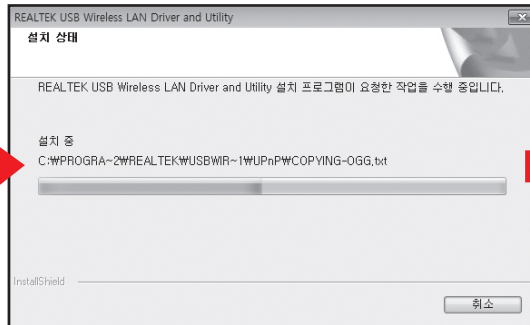 REALTEK USB Wireless LAN Driver and Utility
설치 상태
REALTEK USB Wireless LAN Driver and Utility 설치 프로그램이 요청한 작업을 수행 중입니다.
설치 중
C:₩PROGRA~2₩REALTEK₩USBWIR~1₩UPnP₩COPYING-OGG.txt
InstallShield
취소